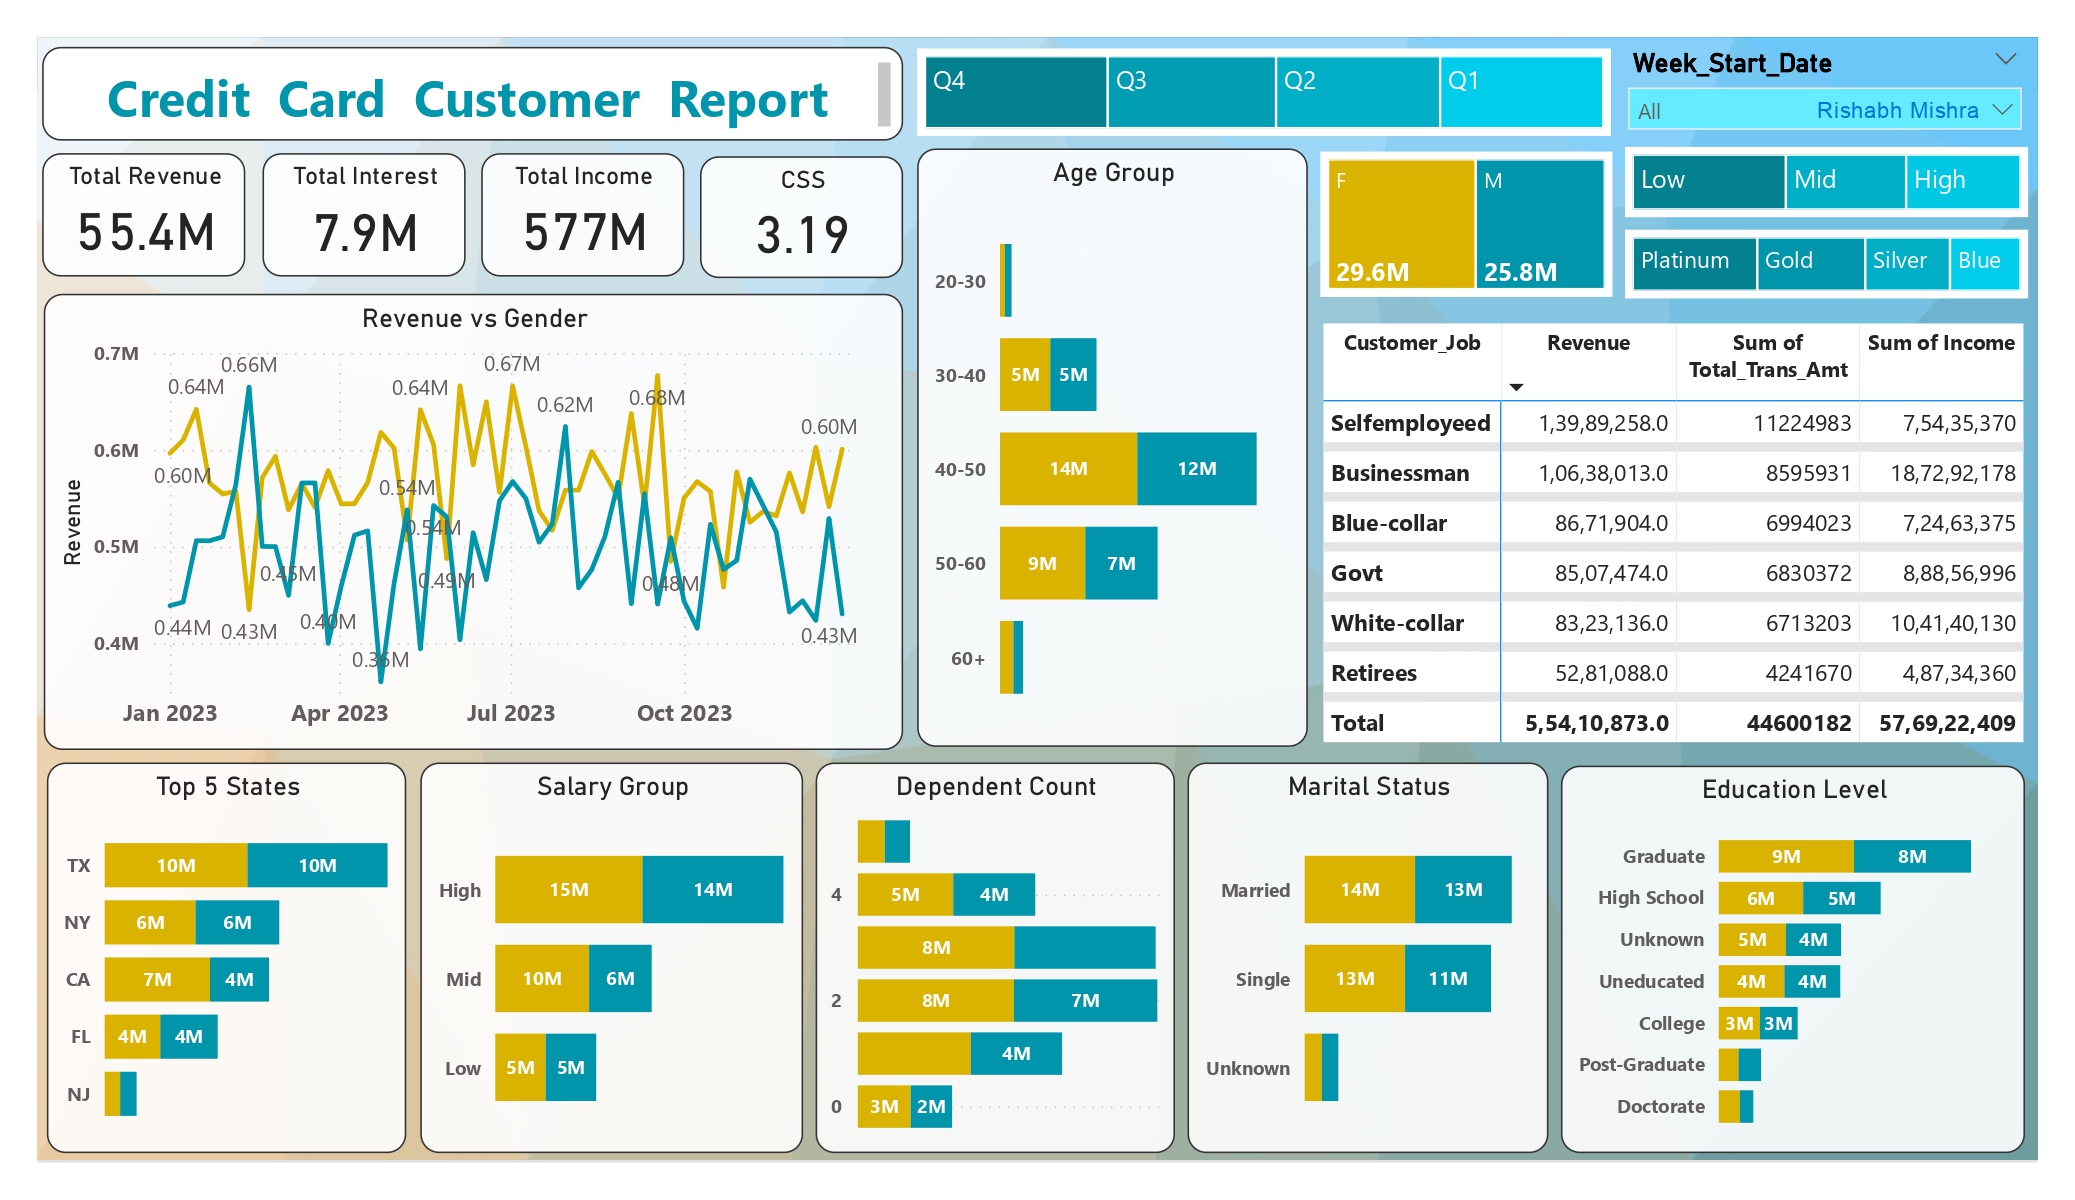 Credit Card Customer Report
Q4
Q3
Q2
Q1
Week_Start_Date
All
Rishabh Mishra
Total Revenue
55.4M
Total Interest
7.9M
Total Income
577M
CSS
3.19
Low
Mid
High
Platinum
Gold
Silver
Blue
F
29.6M
M
25.8M
Revenue vs Gender
Revenue
0.7M
0.6M
0.5M
0.4M
0.64M
0.66M
0.60M
0.44M
0.43M
0.45M
0.40M
0.36M
0.64M
0.54M
0.54M
0.49M
0.67M
0.62M
0.68M
0.48M
0.60M
0.43M
Jan 2023
Apr 2023
Jul 2023
Oct 2023
Age Group
20-30
30-40 5M 5M
40-50 14M 12M
50-60 9M 7M
60+
Customer_Job Revenue Sum of Total_Trans_Amt Sum of Income
Selfemployeed 1,39,89,258.0 11224983 7,54,35,370
Businessman 1,06,38,013.0 8595931 18,72,92,178
Blue-collar 86,71,904.0 6994023 7,24,63,375
Govt 85,07,474.0 6830372 8,88,56,996
White-collar 83,23,136.0 6713203 10,41,40,130
Retirees 52,81,088.0 4241670 4,87,34,360
Total 5,54,10,873.0 44600182 57,69,22,409
Top 5 States
TX 10M 10M
NY 6M 6M
CA 7M 4M
FL 4M 4M
NJ
Salary Group
High 15M 14M
Mid 10M 6M
Low 5M 5M
Dependent Count
4 5M 4M
8M
2 8M 7M
4M
0 3M 2M
Marital Status
Married 14M 13M
Single 13M 11M
Unknown
Education Level
Graduate 9M 8M
High School 6M 5M
Unknown 5M 4M
Uneducated 4M 4M
College 3M 3M
Post-Graduate
Doctorate